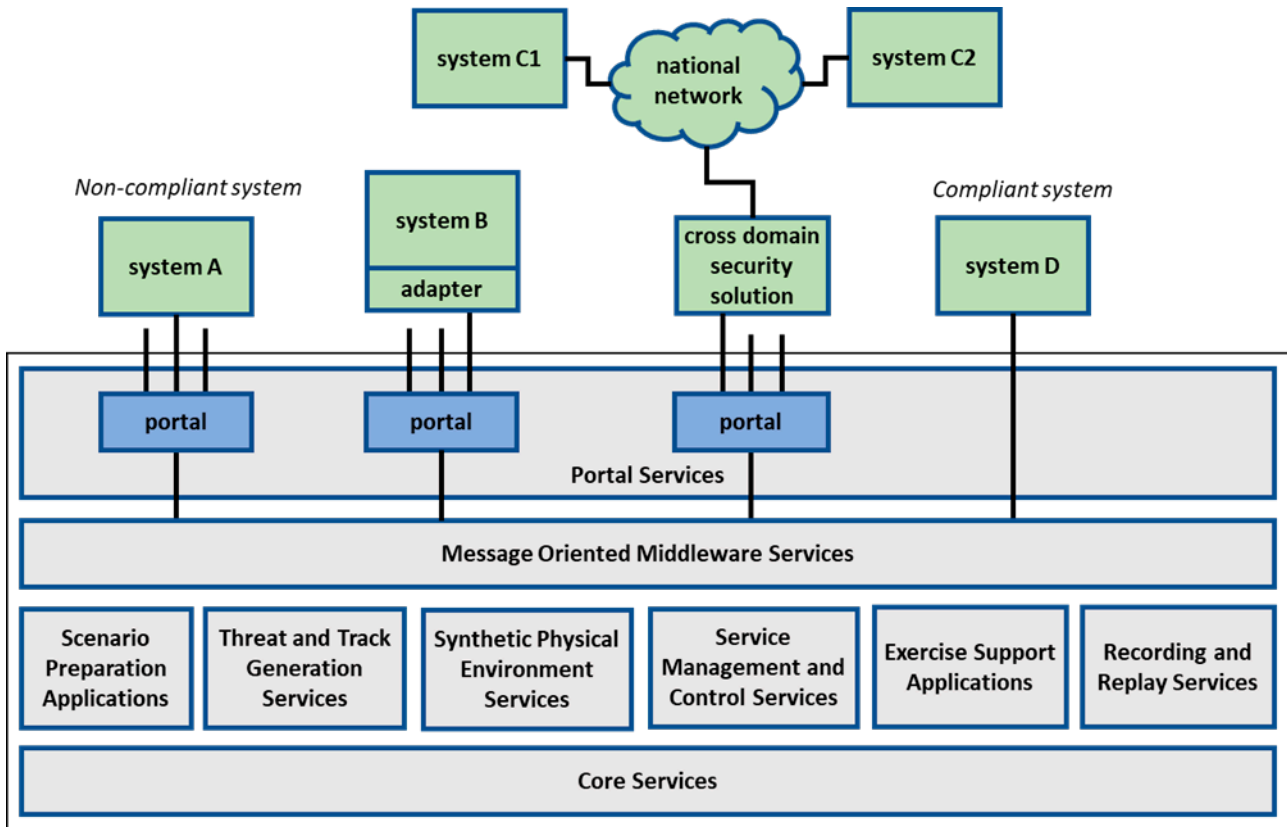 system C1
national
network
system C2
Non-compliant system
system A
system B
adapter
cross domain
security
solution
Compliant system
system D
portal
portal
portal
Portal Services
Message Oriented Middleware Services
Scenario
Preparation
Applications
Threat and Track
Generation
Services
Synthetic Physical
Environment
Services
Service
Management and
Control Services
Exercise Support
Applications
Recording and
Replay Services
Core Services